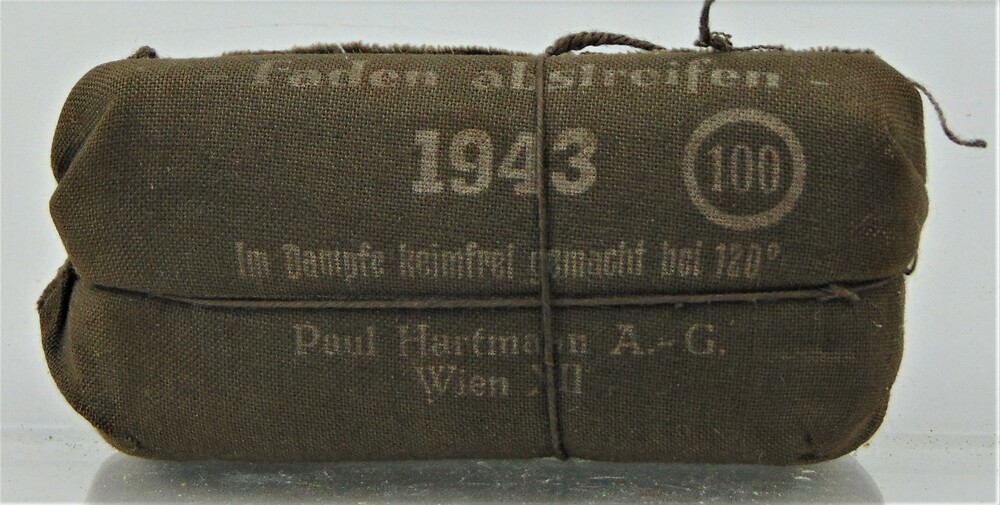 Faden abstreifen -
1943
100
Im Dampfe keimfrei gemacht bei 120°
Paul Hartmann A.-G.
Wien XII